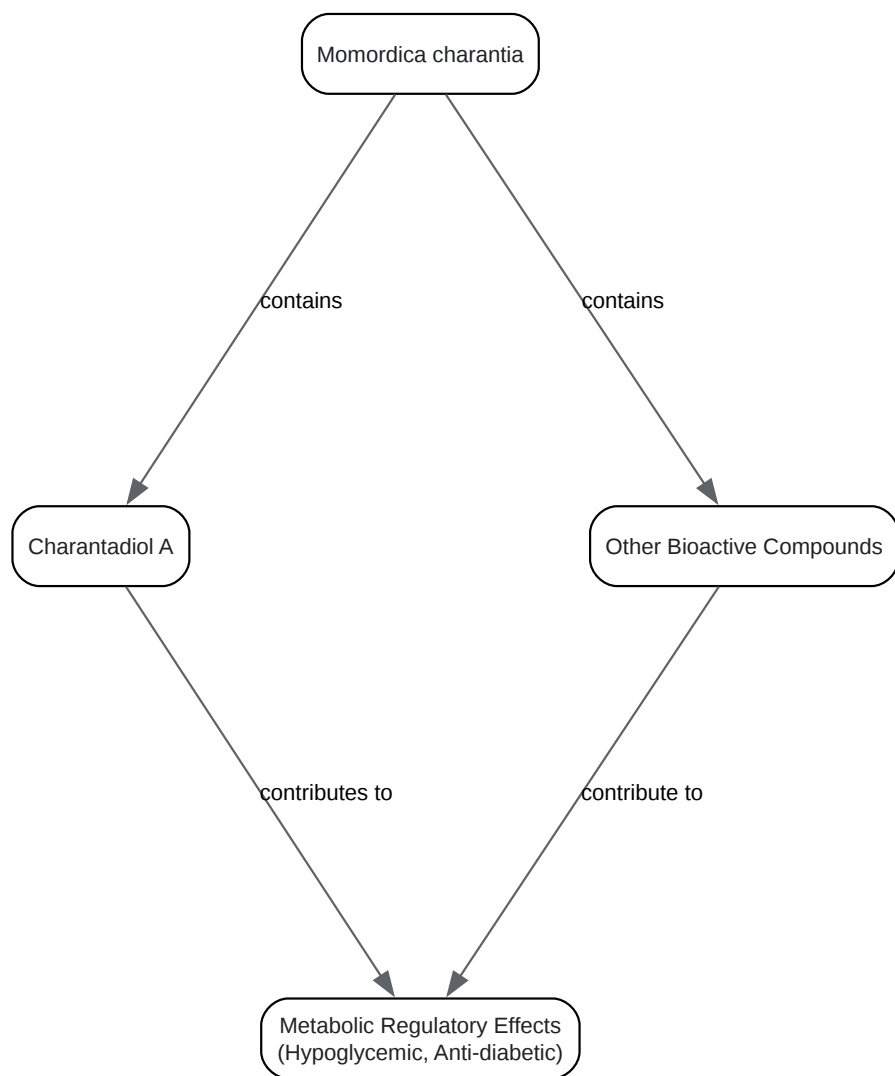 Momordica charantia
contains
contains
Charantadiol A
Other Bioactive Compounds
contributes to
contribute to
Metabolic Regulatory Effects
(Hypoglycemic, Anti-diabetic)